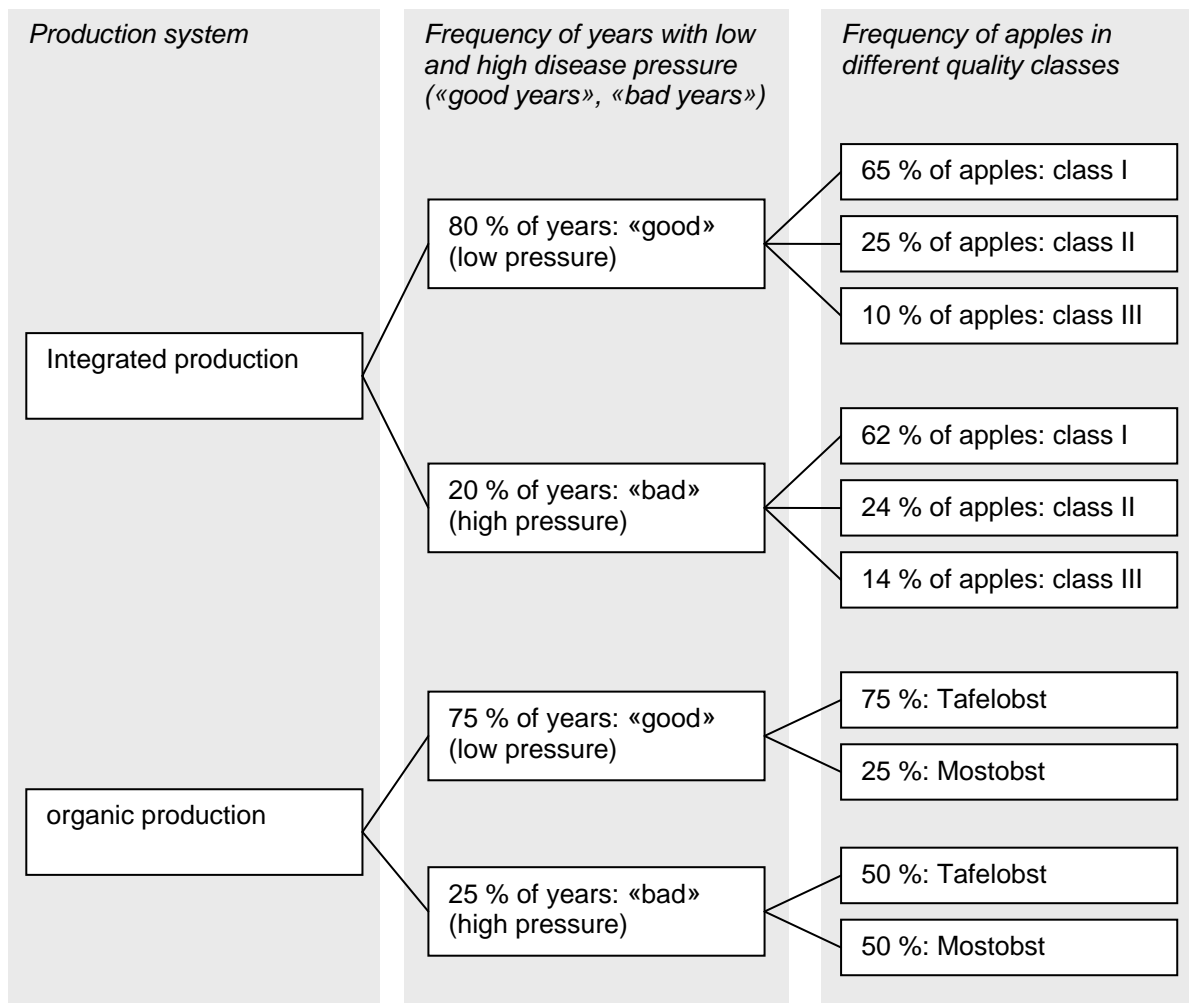 Production system
Frequency of years with low
and high disease pressure
(«good years», «bad years»)
Frequency of apples in
different quality classes
Integrated production
80 % of years: «good»
(low pressure)
65 % of apples: class I
25 % of apples: class II
10 % of apples: class III
20 % of years: «bad»
(high pressure)
62 % of apples: class I
24 % of apples: class II
14 % of apples: class III
organic production
75 % of years: «good»
(low pressure)
75 %: Tafelobst
25 %: Mostobst
25 % of years: «bad»
(high pressure)
50 %: Tafelobst
50 %: Mostobst